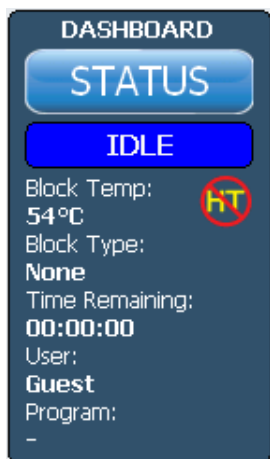 DASHBOARD
STATUS
IDLE
Block Temp:
HT
54°C
Block Type:
None
Time Remaining:
00:00:00
User:
Guest
Program:
-